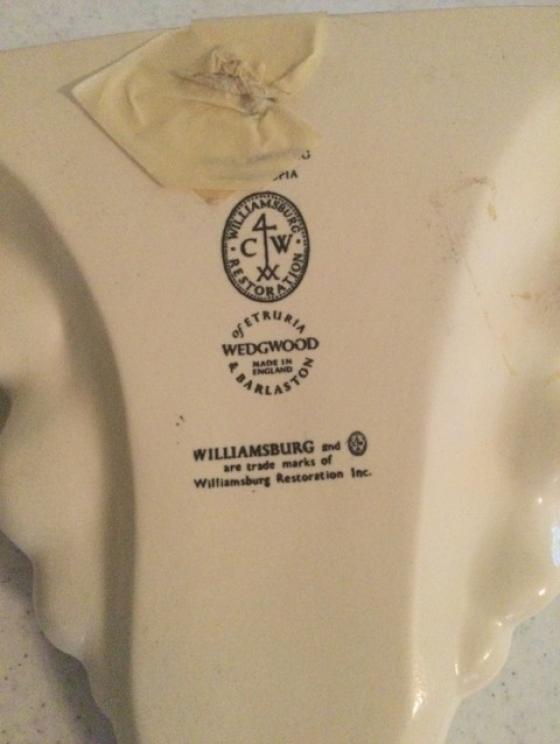 WILLIAMSBURG
C W
RESTORATION
of ETRURIA
WEDGWOOD
MADE IN
ENGLAND
& BARLASTON
WILLIAMSBURG and
are trade marks of
Williamsburg Restoration Inc.